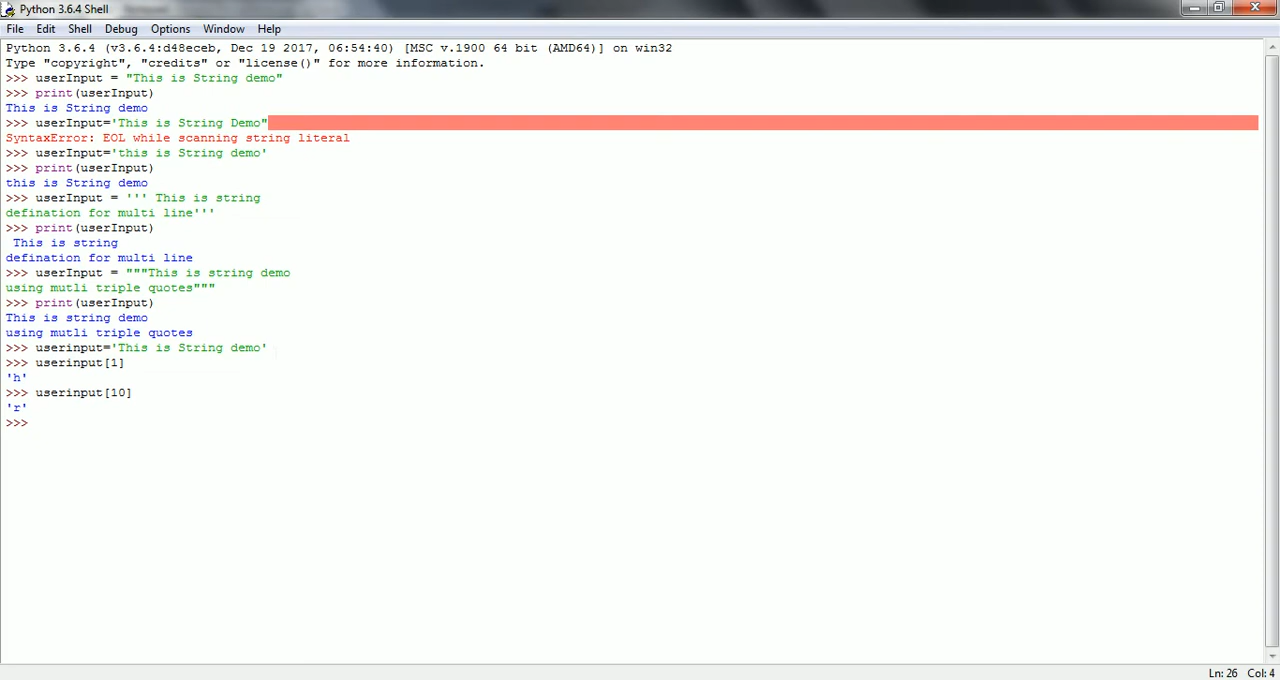 Python 3.6.4 Shell
File Edit Shell Debug Options Window Help
Python 3.6.4 (v3.6.4:d48eceb, Dec 19 2017, 06:54:40) [MSC v.1900 64 bit (AMD64)] on win32
Type "copyright", "credits" or "license()" for more information.
>>> userInput = "This is String demo"
>>> print(userInput)
This is String demo
>>> userInput='This is String Demo"
SyntaxError: EOL while scanning string literal
>>> userInput='this is String demo'
>>> print(userInput)
this is String demo
>>> userInput = ''' This is string
defination for multi line'''
>>> print(userInput)
 This is string
defination for multi line
>>> userInput = """This is string demo
using mutli triple quotes"""
>>> print(userInput)
This is string demo
using mutli triple quotes
>>> userinput='This is String demo'
>>> userinput[1]
'h'
>>> userinput[10]
'r'
>>>
Ln: 26 Col: 4